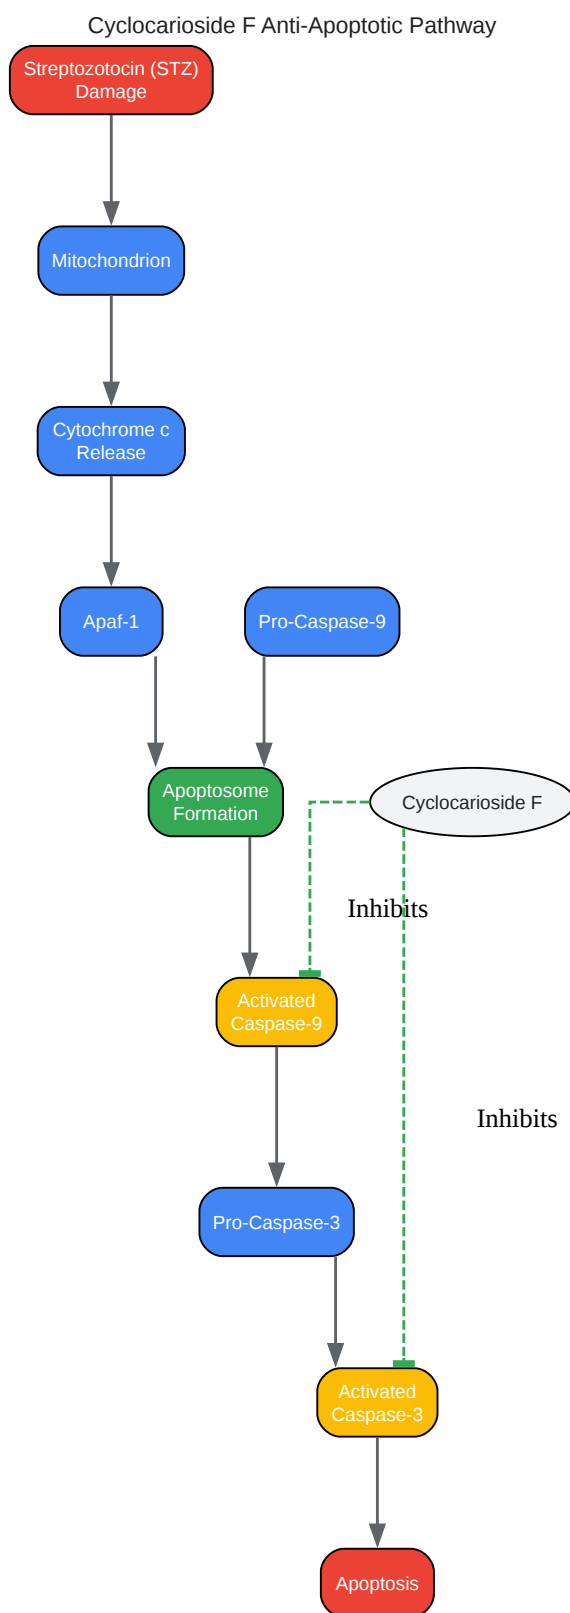 Cyclocarioside F Anti-Apoptotic Pathway
Streptozotocin (STZ)
Damage
Mitochondrion
Cytochrome c
Release
Apaf-1
Pro-Caspase-9
Apoptosome
Formation
Cyclocarioside F
Inhibits
Activated
Caspase-9
Inhibits
Pro-Caspase-3
Activated
Caspase-3
Apoptosis